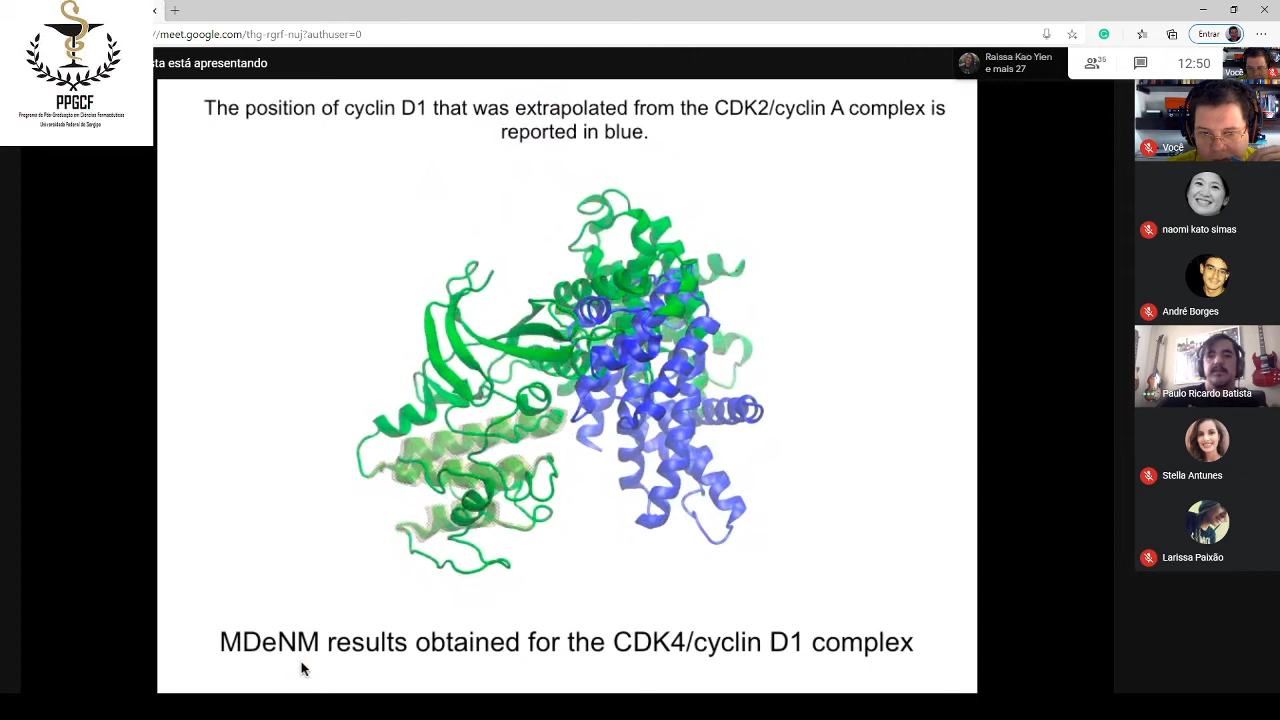 //meet.google.com/thg-rgrf-nuj?authuser=0
Entrar
sta está apresentando
Raissa Kao Yien
e mais 27
35
12:50
Você
PPGCF
Programa de Pós-Graduação em Ciências Farmacêuticas
Universidade Federal de Sergipe
The position of cyclin D1 that was extrapolated from the CDK2/cyclin A complex is
reported in blue.
Você
naomi kato simas
André Borges
Paulo Ricardo Batista
Stella Antunes
Larissa Paixão
MDeNM results obtained for the CDK4/cyclin D1 complex